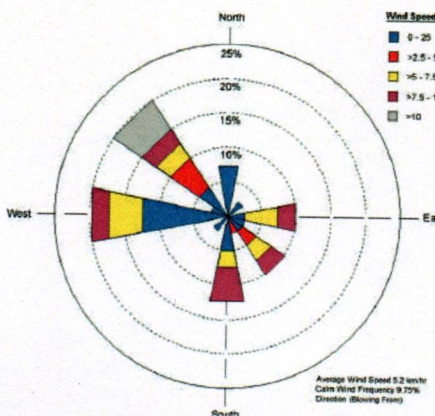 North
Wind Speed
0 - 25
>2.5 -
>5 - 7.5
>7.5 - 1
>10
25%
20%
15%
10%
West
Ea
Average Wind Speed 5.2 km/hr
Calm Wind Frequency 9.75%
Direction (Blowing From)
South